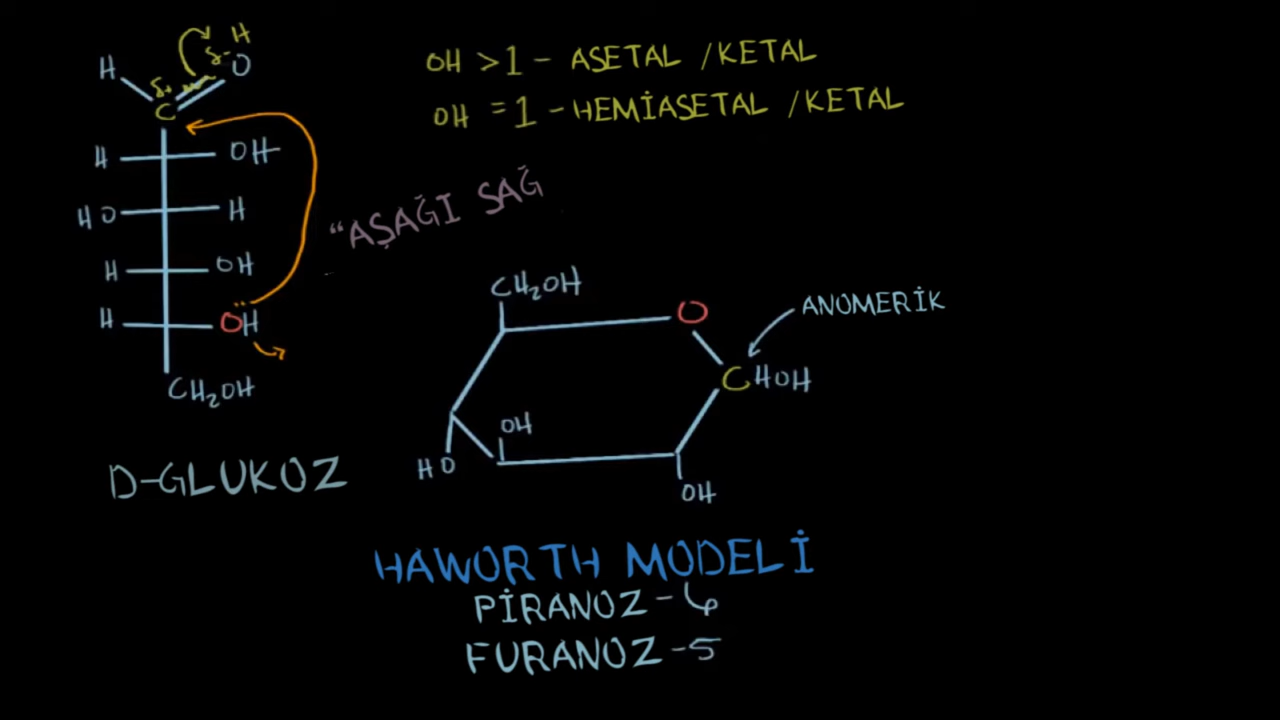 H
H O
δ+ δ-
C
H OH
HO H
H OH
H OH
CH₂OH
D-GLUKOZ
OH >1 - ASETAL /KETAL
OH =1 - HEMİASETAL /KETAL
"AŞAĞI SAĞ
CH₂OH
O
ANOMERİK
CHOH
OH
HO
OH
HAWORTH MODELİ
PİRANOZ-6
FURANOZ-5